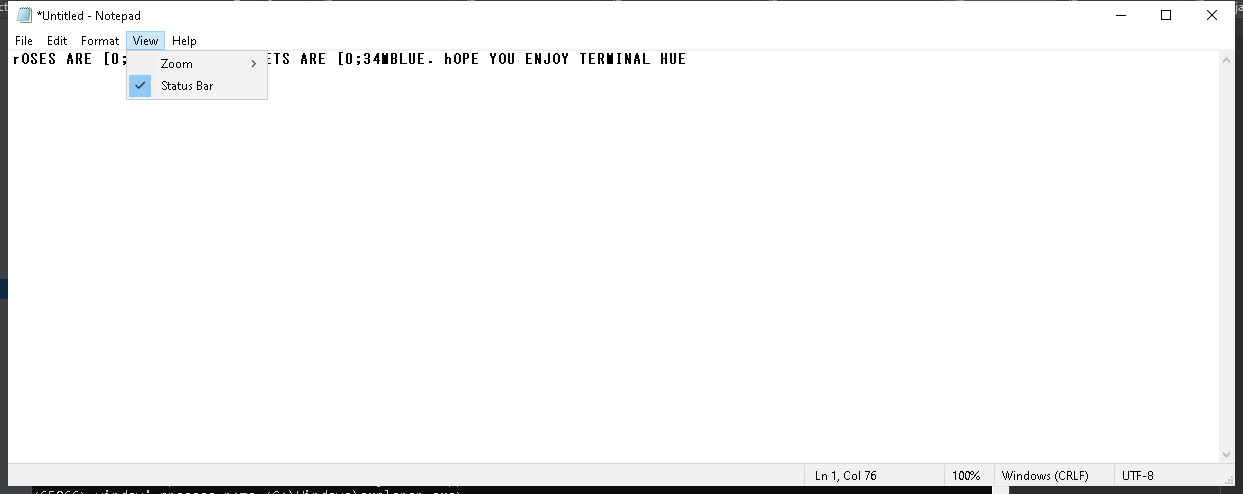 *Untitled - Notepad
File Edit Format View Help
rOSES ARE [0; ETS ARE [0;34MBLUE. hOPE YOU ENJOY TERMINAL HUE
Zoom
Status Bar
Ln 1, Col 76 100% Windows (CRLF) UTF-8